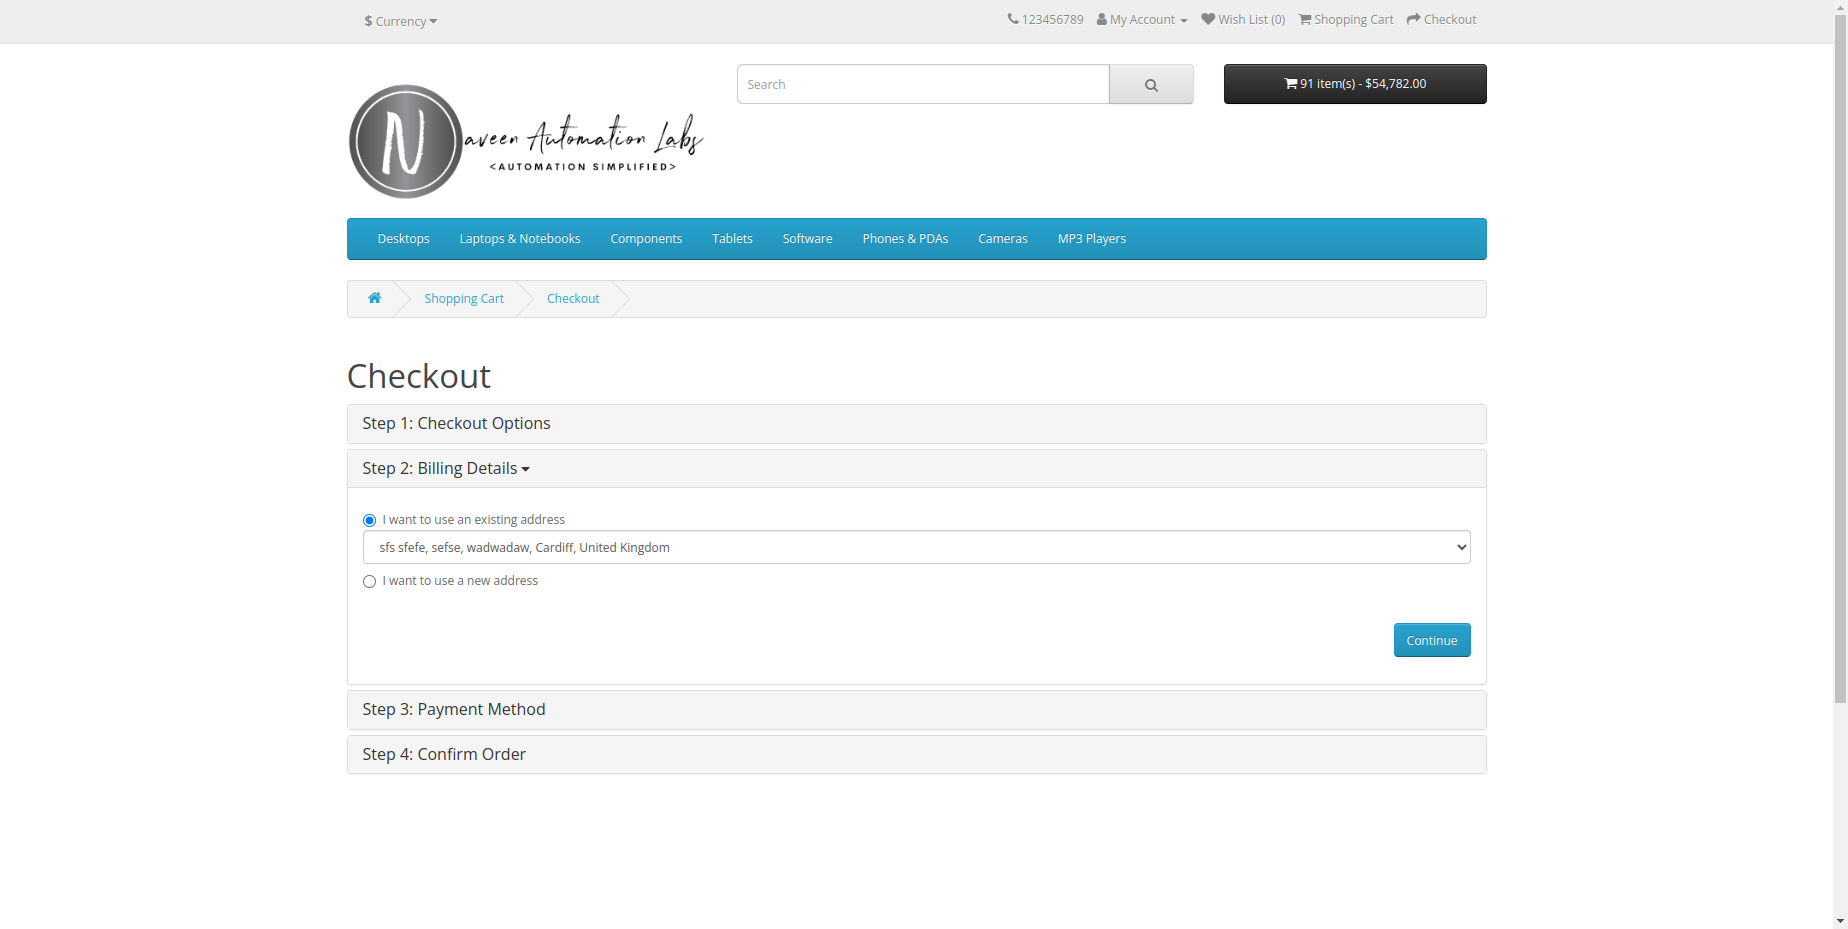 $ Currency
123456789 My Account Wish List (0) Shopping Cart Checkout
Search
91 item(s) - $54,782.00
N
aveen Automation Labs
<AUTOMATION SIMPLIFIED>
Desktops Laptops & Notebooks Components Tablets Software Phones & PDAs Cameras MP3 Players
Shopping Cart Checkout
Checkout
Step 1: Checkout Options
Step 2: Billing Details
I want to use an existing address
sfs sfefe, sefse, wadwadaw, Cardiff, United Kingdom
I want to use a new address
Continue
Step 3: Payment Method
Step 4: Confirm Order